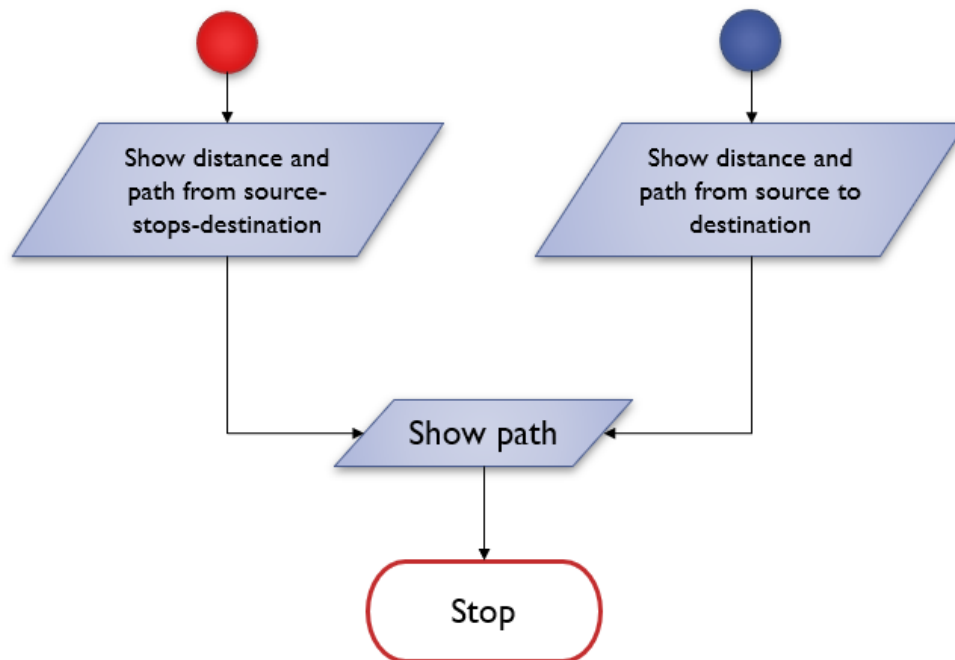 Show distance and
path from source-
stops-destination
Show distance and
path from source to
destination
Show path
Stop